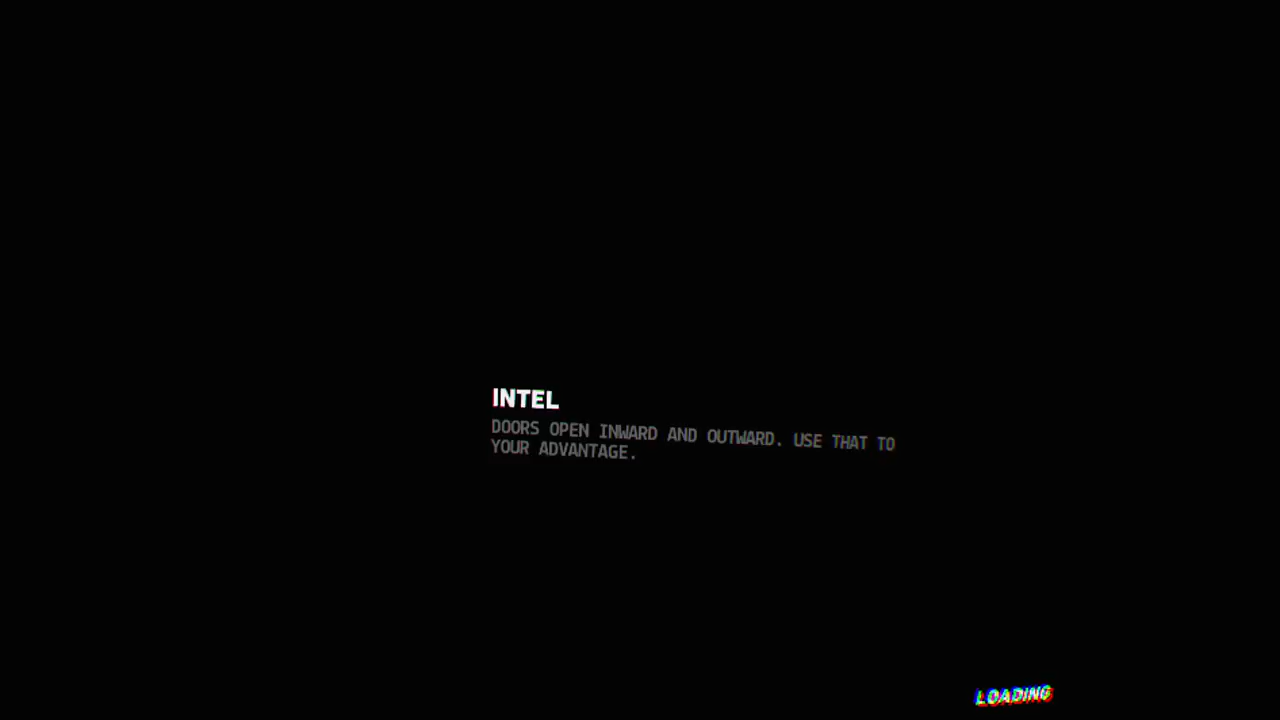 INTEL
DOORS OPEN INWARD AND OUTWARD. USE THAT TO
YOUR ADVANTAGE.
LOADING